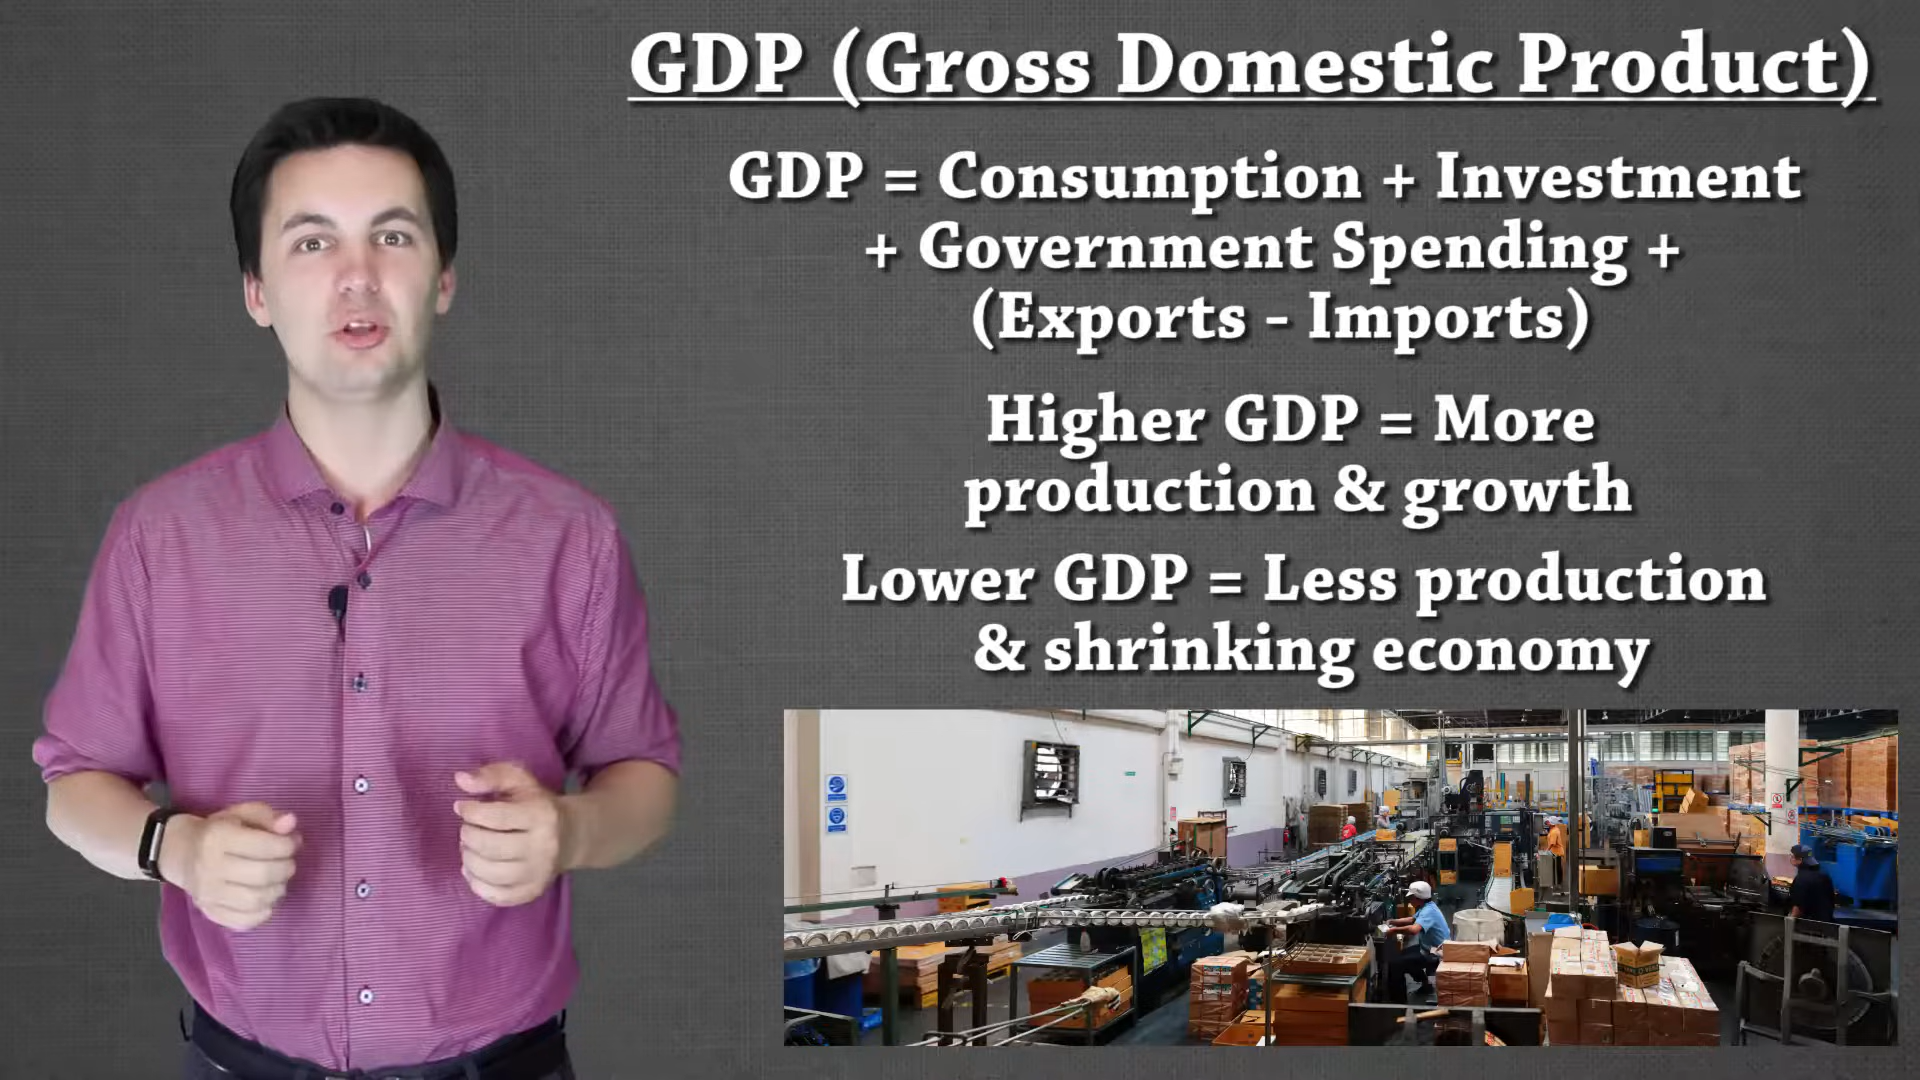 GDP (Gross Domestic Product)
GDP = Consumption + Investment
+ Government Spending +
(Exports - Imports)
Higher GDP = More
production & growth
Lower GDP = Less production
& shrinking economy